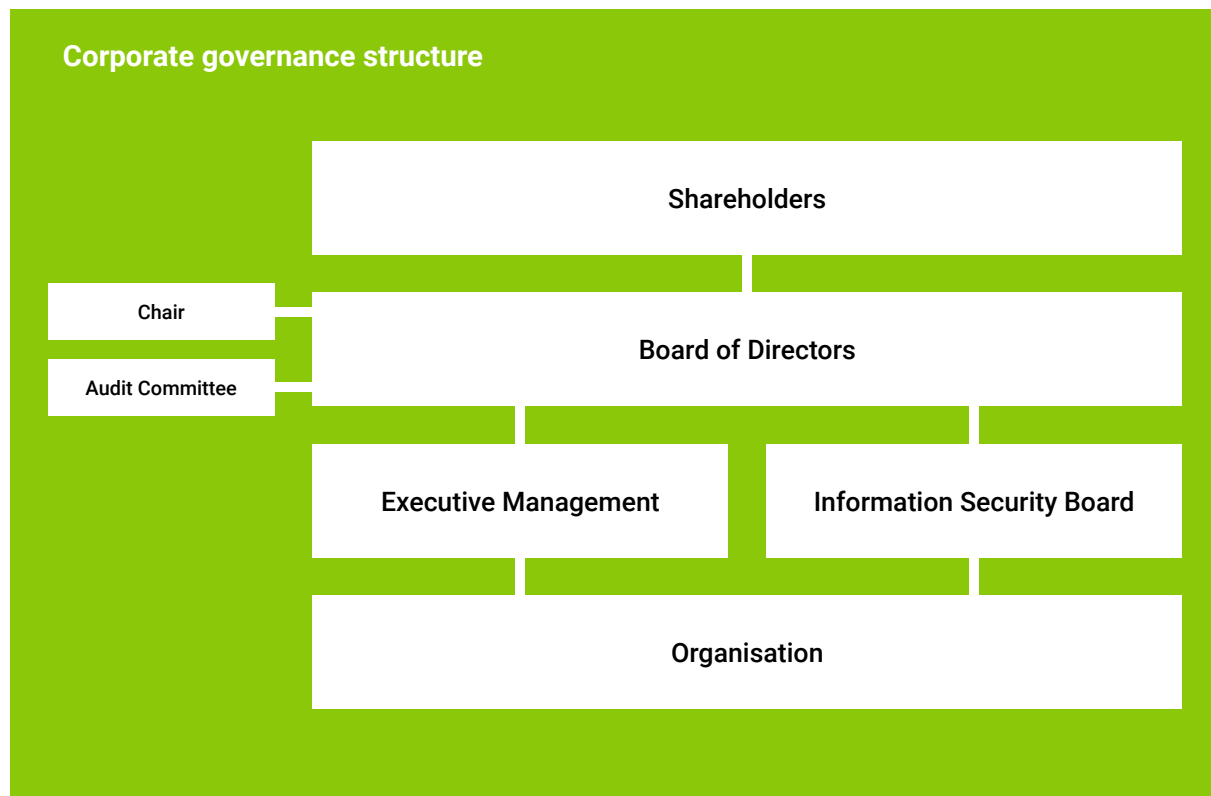 Corporate governance structure
Shareholders
Chair
Board of Directors
Audit Committee
Executive Management
Information Security Board
Organisation